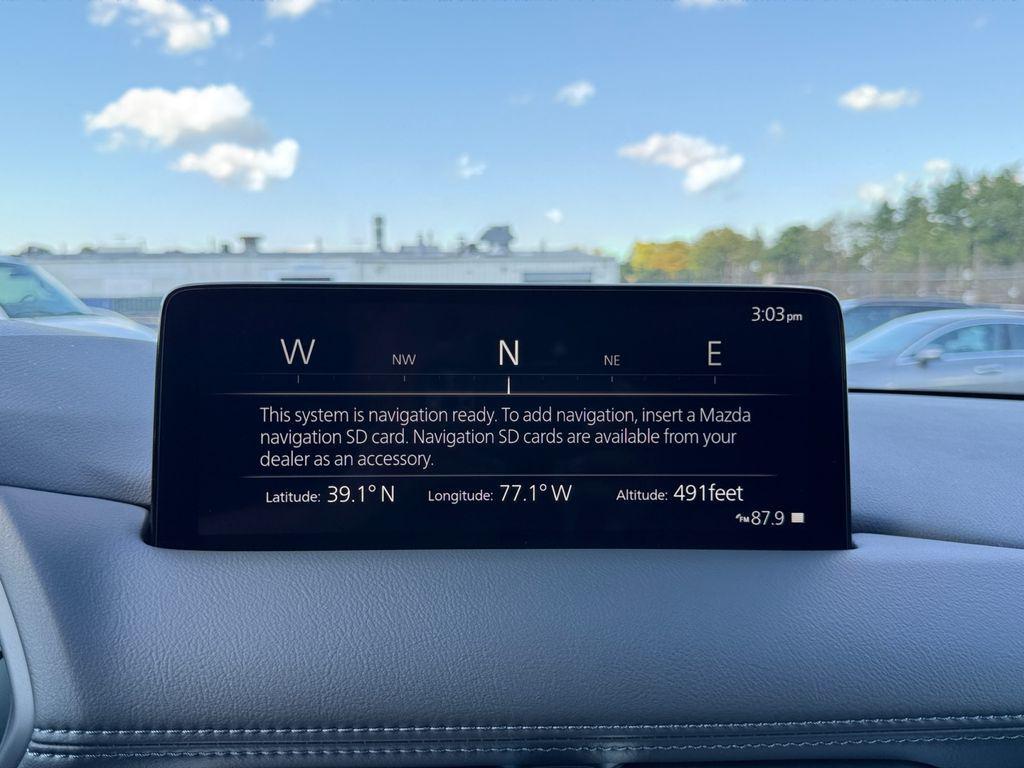 3:03pm
W NW N NE E
This system is navigation ready. To add navigation, insert a Mazda
navigation SD card. Navigation SD cards are available from your
dealer as an accessory.
Latitude: 39.1° N Longitude: 77.1° W Altitude: 491feet
FM 87.9